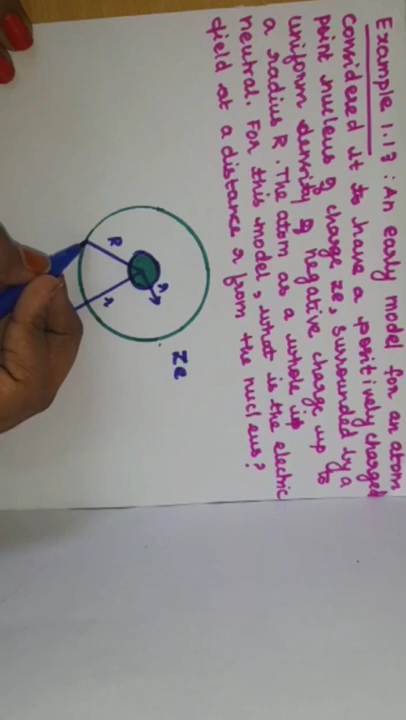 Example 1.13 : An early model for an atom
Considered it to have a positively charged
point nucleus of charge ze, surrounded by a
uniform density of negative charge up to
a radius R. The atom as a whole is
neutral. For this model, what is the electric
field at a distance r from the nucleus?
Ze
R
r
r